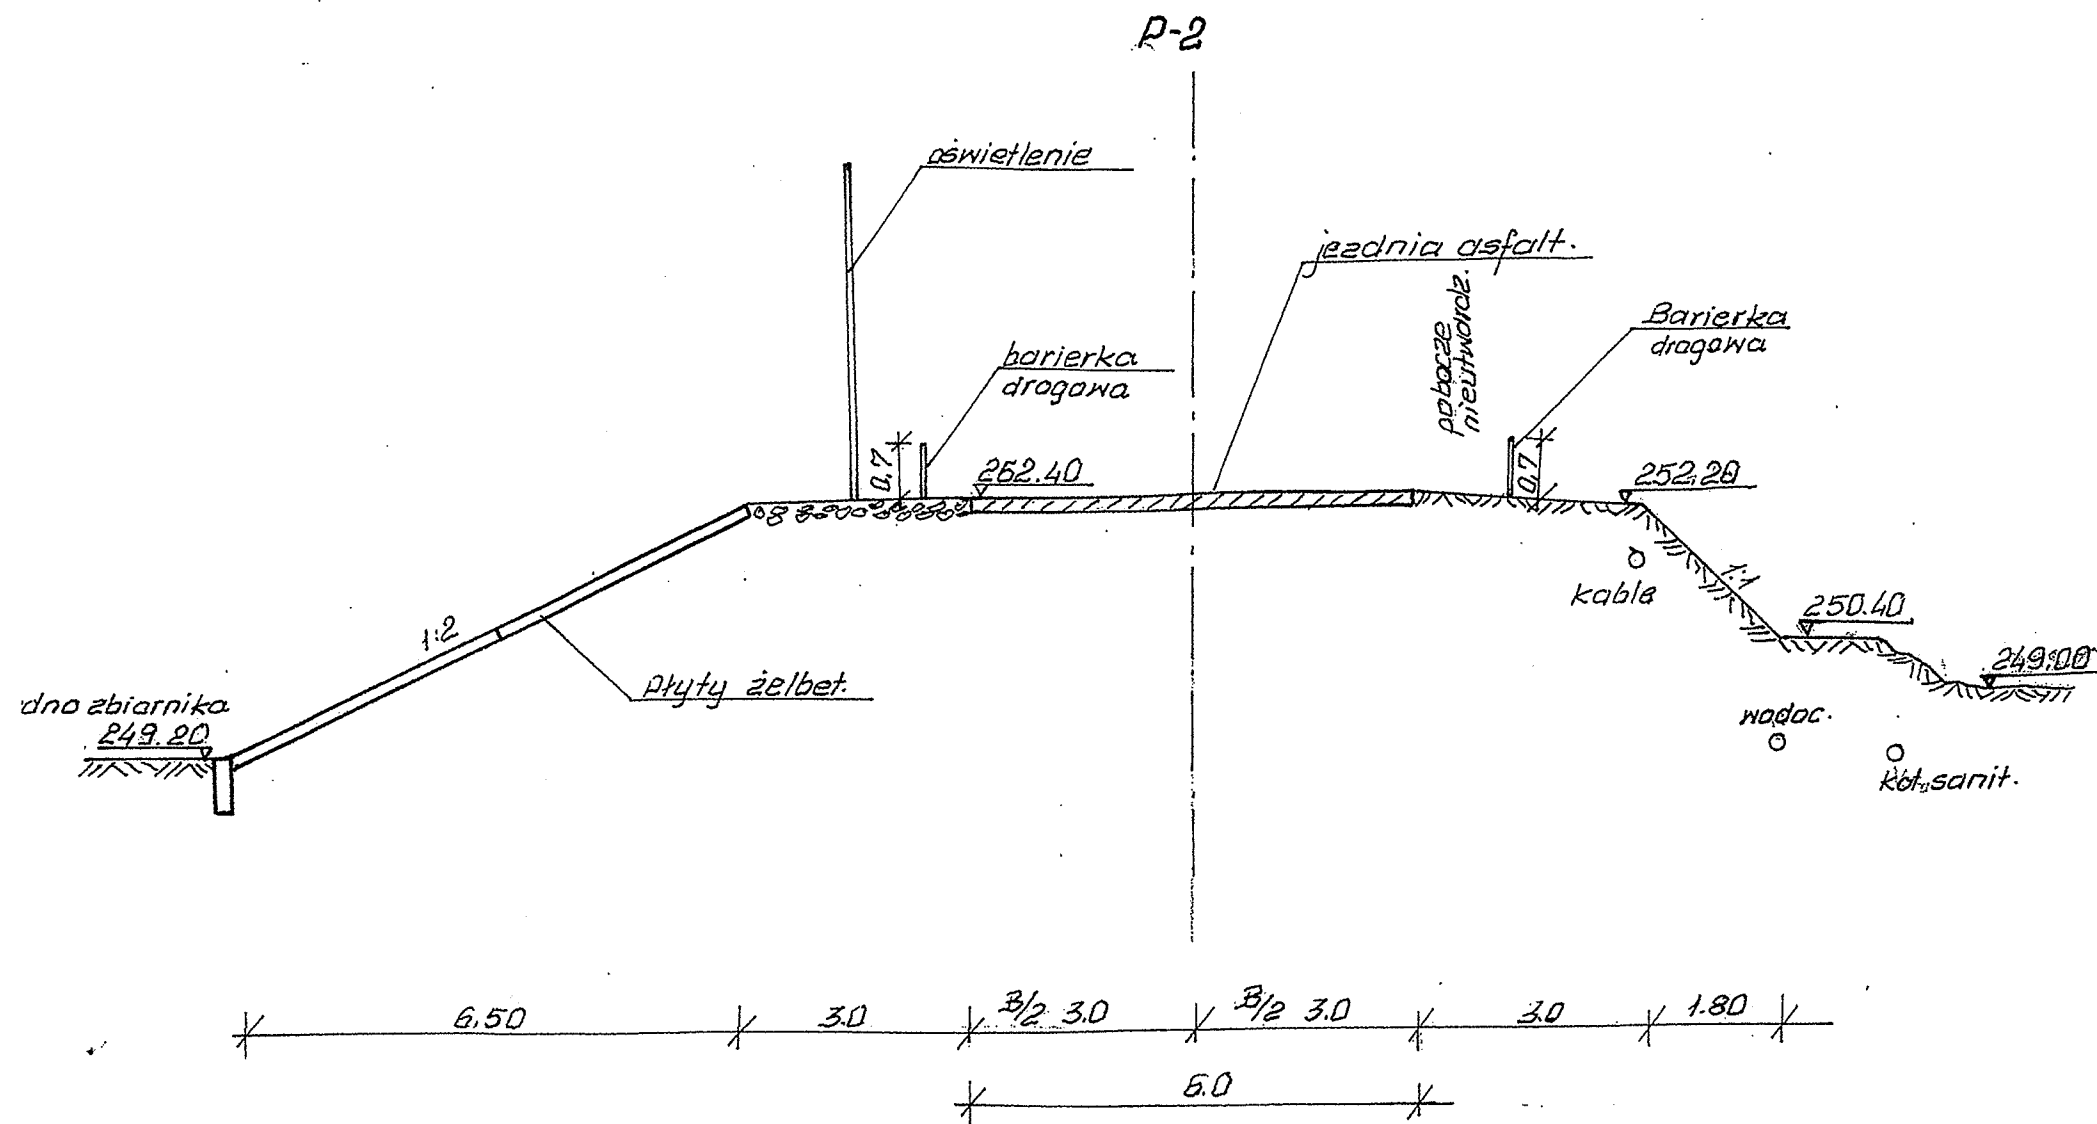 P-2
oświetlenie
jezdnia asfalt.
pobocze
nieutwardz.
Barierka
drogowa
barierka
drogowa
0,7
262.40
0,7
252,20
kable
1:1
250.40
1:2
249.00
płyty żelbet.
dno zbiornika
249.20
wodoc.
sanit.
6.50
3.0
B/2 3.0
B/2 3.0
3.0
1.80
6.0